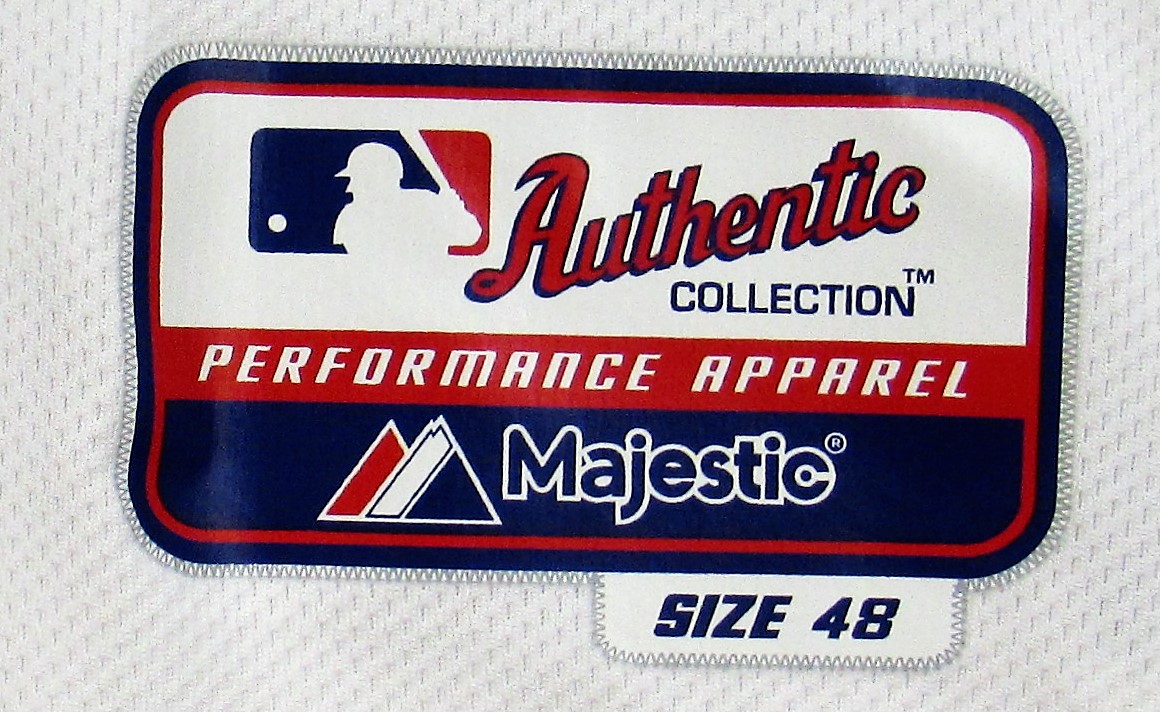 Authentic
COLLECTION™
PERFORMANCE APPAREL
Majestic®
SIZE 48